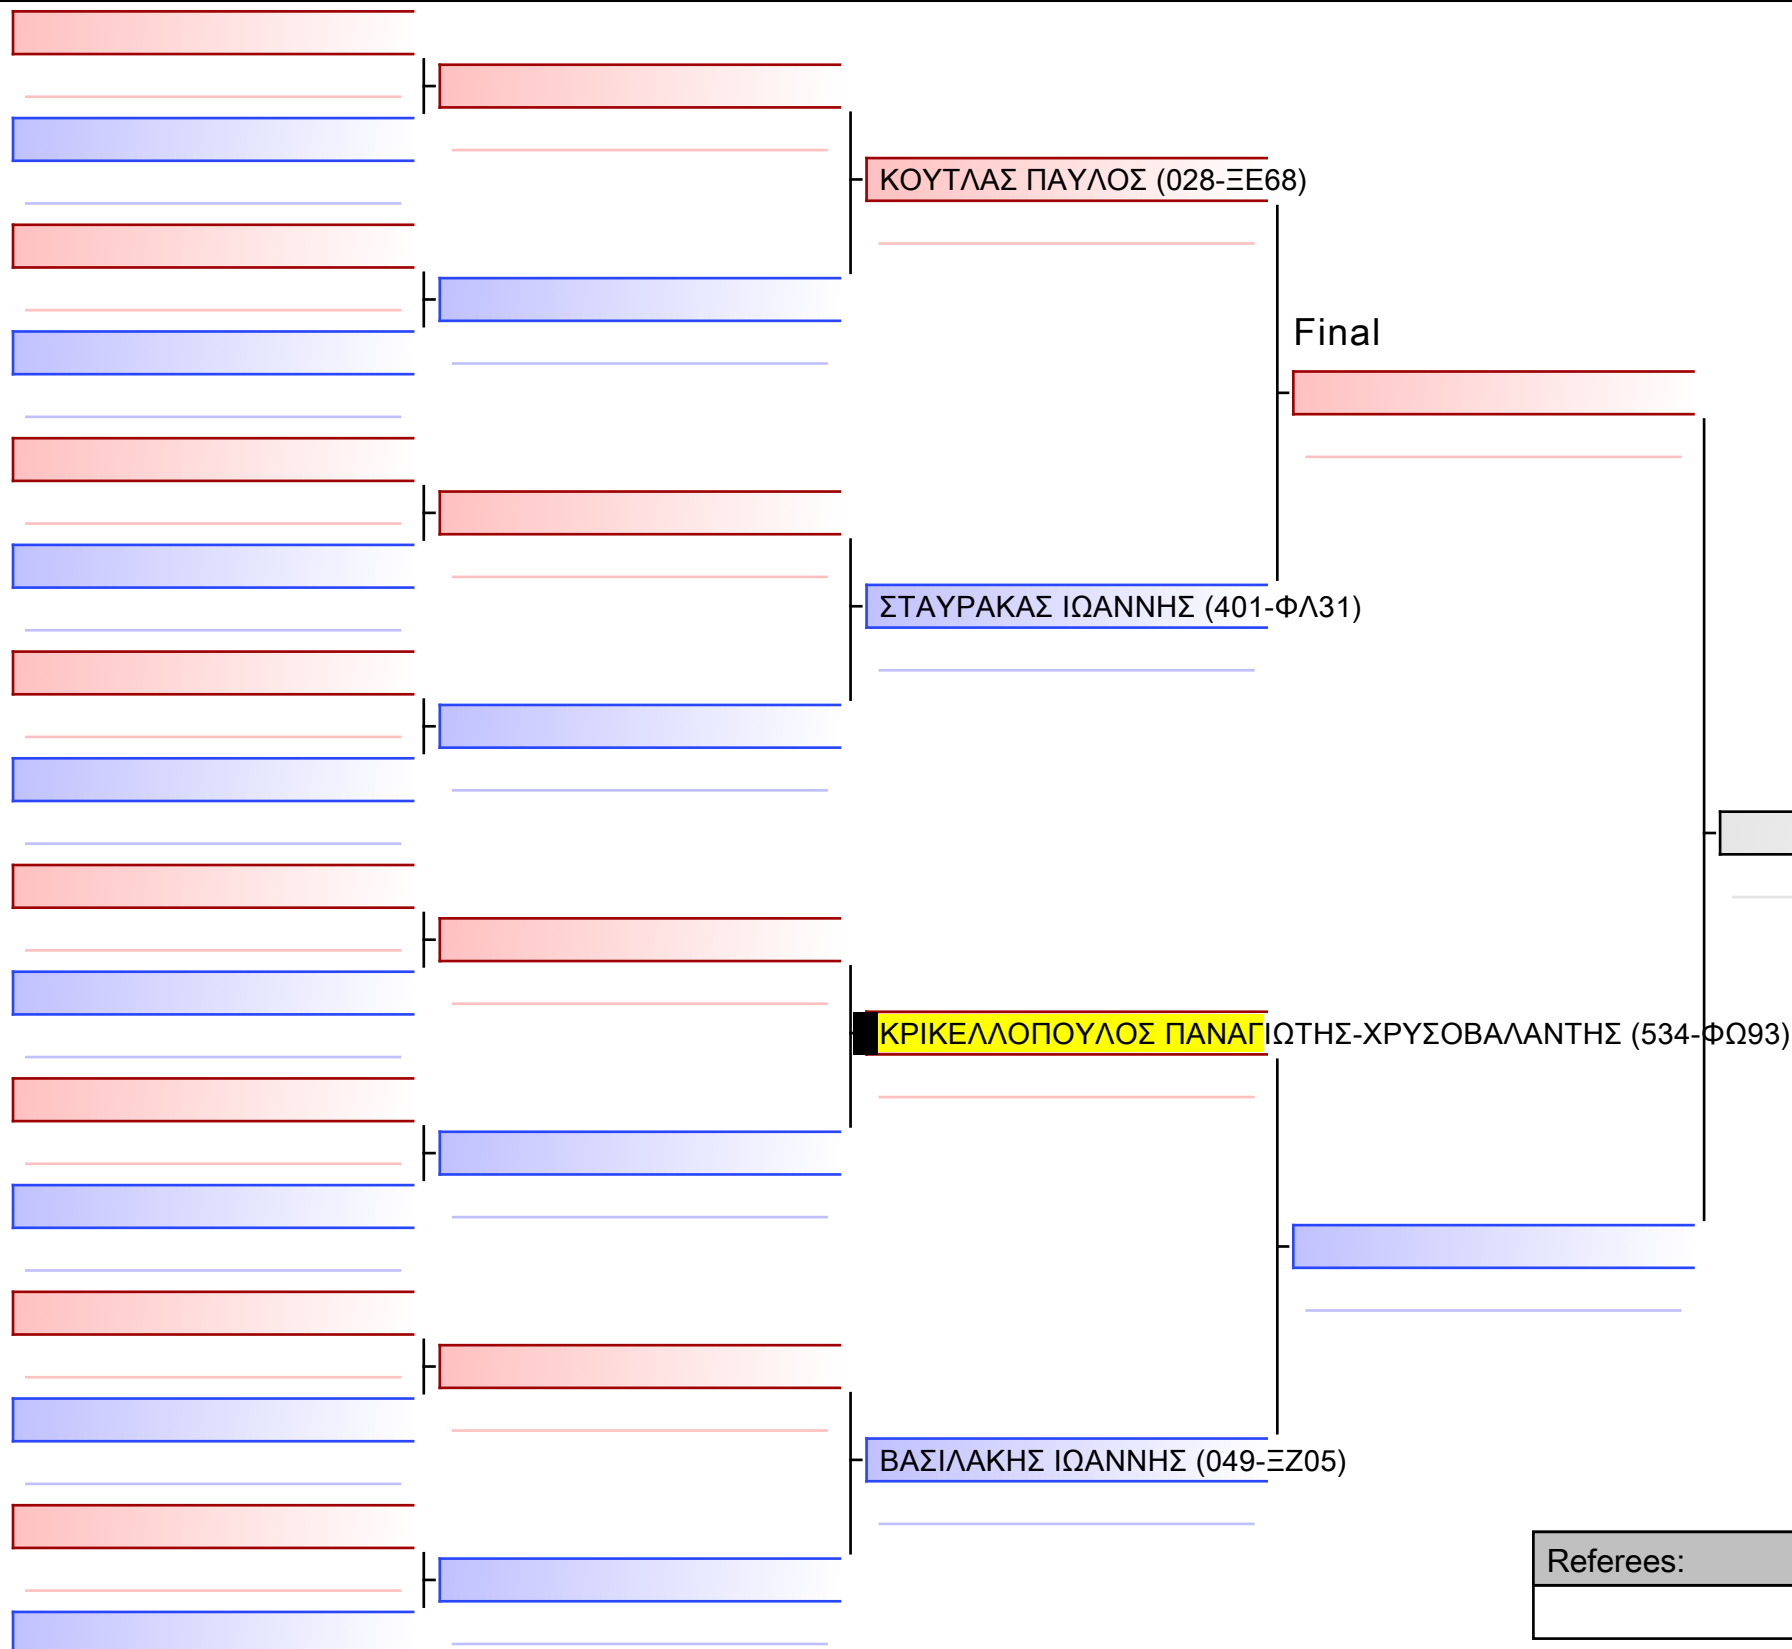 ΚΟΥΤΛΑΣ ΠΑΥΛΟΣ (028-ΞΕ68)
Final
ΣΤΑΥΡΑΚΑΣ ΙΩΑΝΝΗΣ (401-ΦΛ31)
ΚΡΙΚΕΛΛΟΠΟΥΛΟΣ ΠΑΝΑΓΙΩΤΗΣ-ΧΡΥΣΟΒΑΛΑΝΤΗΣ (534-ΦΩ93)
ΒΑΣΙΛΑΚΗΣ ΙΩΑΝΝΗΣ (049-ΞΖ05)
Referees: